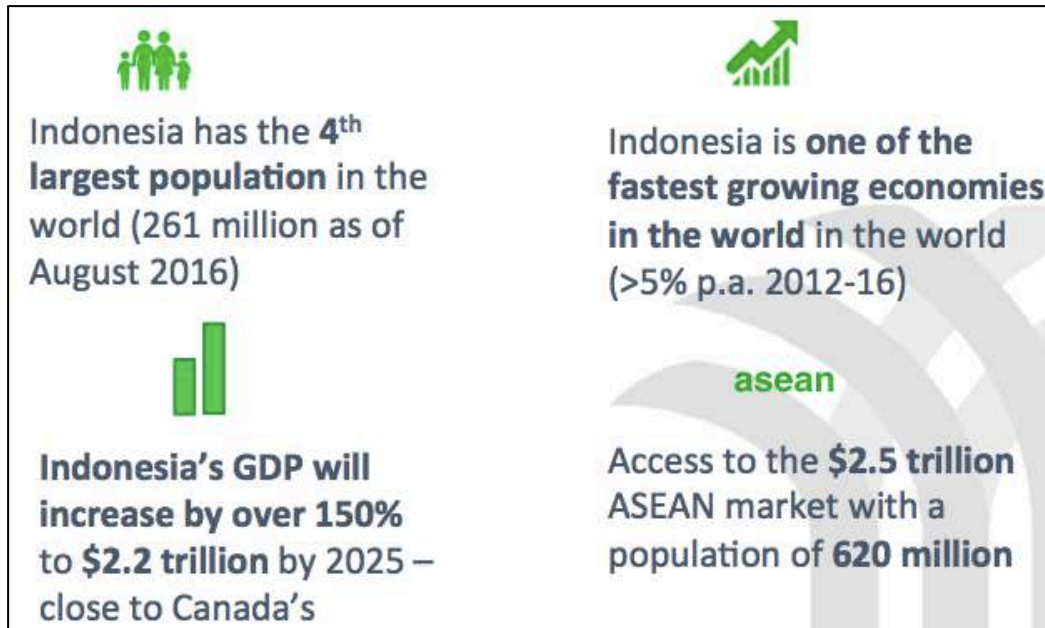 Indonesia has the 4th
largest population in the
world (261 million as of
August 2016)
Indonesia is one of the
fastest growing economies
in the world in the world
(>5% p.a. 2012-16)
Indonesia's GDP will
increase by over 150%
to $2.2 trillion by 2025 –
close to Canada's
asean
Access to the $2.5 trillion
ASEAN market with a
population of 620 million